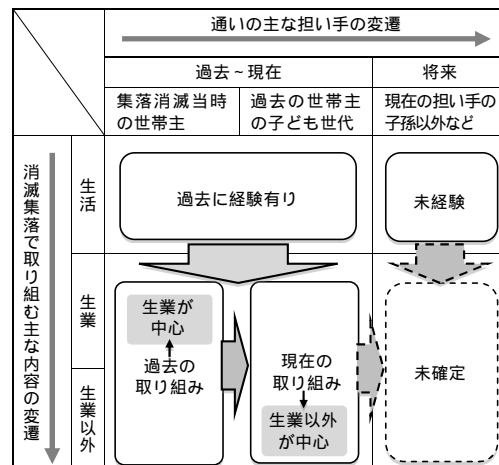 通いの主な担い手の変遷
過去~現在
将来
集落消滅当時
の世帯主
過去の世帯主
の子ども世代
現在の担い手の
子孫以外など
消滅集落で取り組む主な内容の変遷
生活
過去に経験有り
未経験
生業
生業以外
生業が
中心
過去の
取り組み
現在の
取り組み
生業以外
が中心
未確定